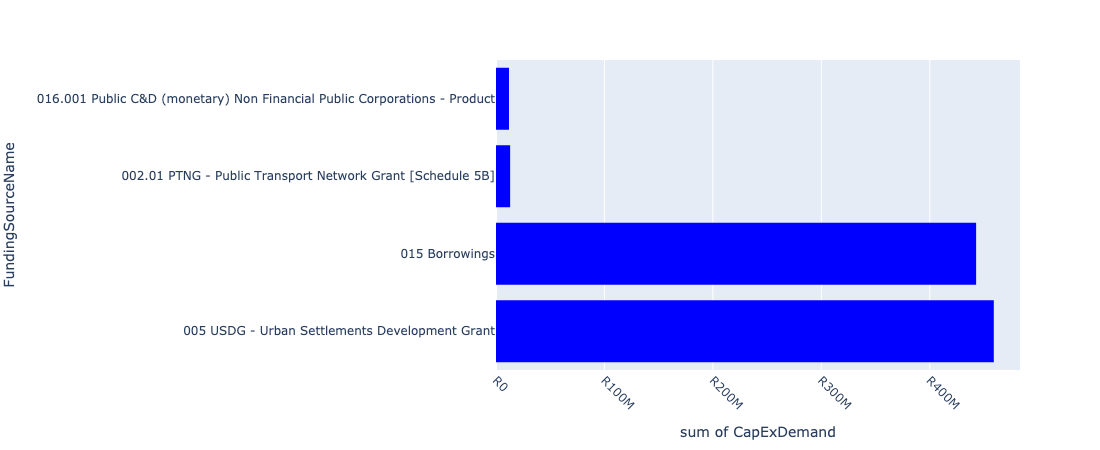 016.001 Public C&D (monetary) Non Financial Public Corporations - Product
002.01 PTNG - Public Transport Network Grant [Schedule 5B]
015 Borrowings
005 USDG - Urban Settlements Development Grant
FundingSourceName
R0
R100M
R200M
R300M
R400M
sum of CapExDemand